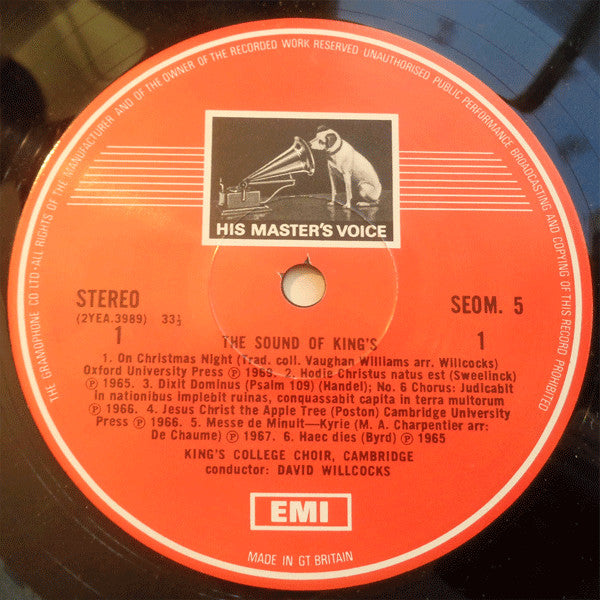 THE GRAMOPHONE CO LTD · ALL RIGHTS OF THE MANUFACTURER AND OF THE OWNER OF THE RECORDED WORK RESERVED UNAUTHORISED PUBLIC PERFORMANCE BROADCASTING AND COPYING OF THIS RECORD PROHIBITED
HIS MASTER'S VOICE
STEREO
SEOM. 5
(2YEA.3989) 33⅓
1
1
THE SOUND OF KING'S
1. On Christmas Night (Trad. coll. Vaughan Williams arr. Willcocks)
Oxford University Press ℗ 1969. 2. Hodie Christus natus est (Sweelinck)
℗ 1965. 3. Dixit Dominus (Psalm 109) (Handel); No. 6 Chorus: Judicabit
in nationibus implebit ruinas, conquassabit capita in terra multorum
℗ 1966. 4. Jesus Christ the Apple Tree (Poston) Cambridge University
Press ℗ 1966. 5. Messe de Minuit—Kyrie (M. A. Charpentier arr:
De Chaume) ℗ 1967. 6. Haec dies (Byrd) ℗ 1965
KING'S COLLEGE CHOIR, CAMBRIDGE
conductor: DAVID WILLCOCKS
EMI
MADE IN GT BRITAIN